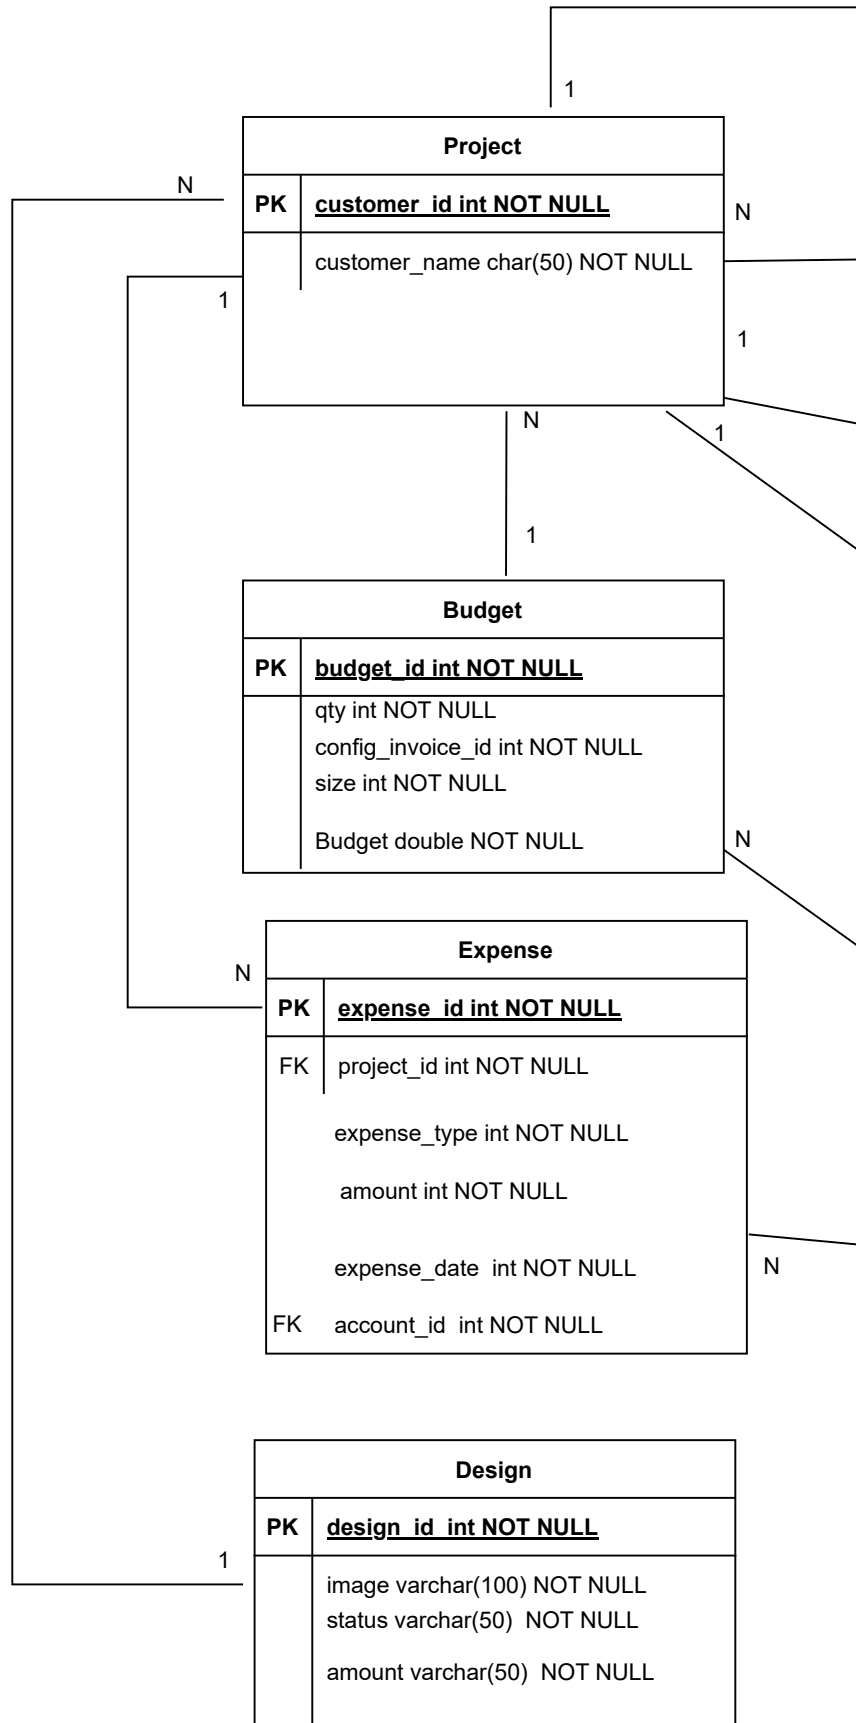 1
Project
N
PK customer_id int NOT NULL
N
customer_name char(50) NOT NULL
1
1
N
1
1
Budget
PK budget_id int NOT NULL
qty int NOT NULL
config_invoice_id int NOT NULL
size int NOT NULL
Budget double NOT NULL
N
Expense
N
PK expense_id int NOT NULL
FK project_id int NOT NULL
expense_type int NOT NULL
amount int NOT NULL
expense_date int NOT NULL
N
FK account_id int NOT NULL
Design
PK design_id int NOT NULL
1
image varchar(100) NOT NULL
status varchar(50) NOT NULL
amount varchar(50) NOT NULL